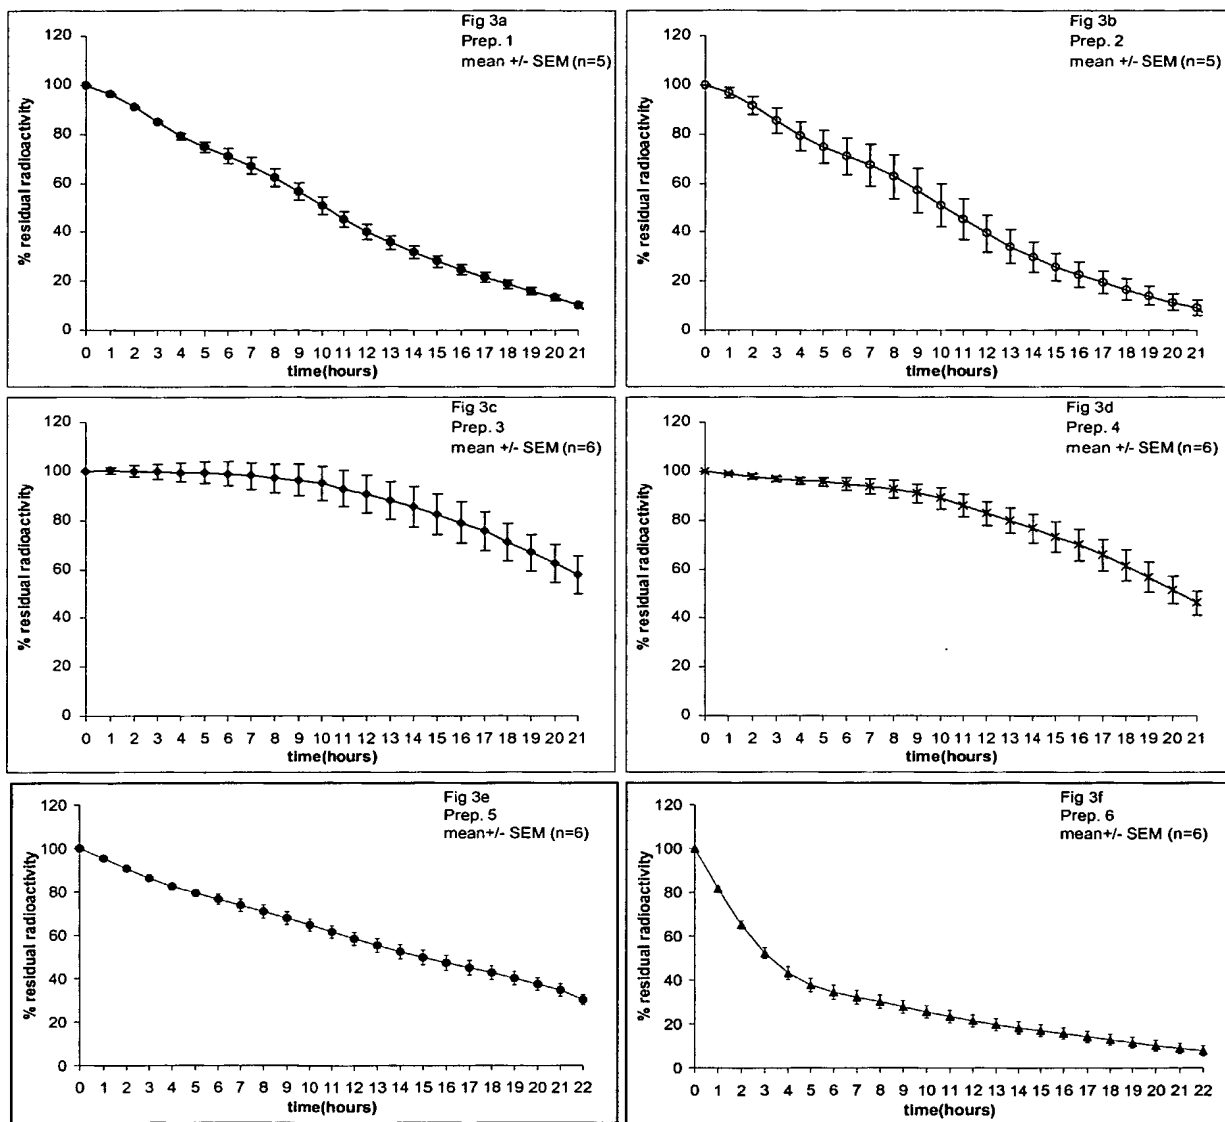 Fig 3a
Prep. 1
mean +/- SEM (n=5)
% residual radioactivity
120
100
80
60
40
20
0
0 1 2 3 4 5 6 7 8 9 10 11 12 13 14 15 16 17 18 19 20 21
time(hours)
Fig 3b
Prep. 2
mean +/- SEM (n=5)
% residual radioactivity
120
100
80
60
40
20
0
0 1 2 3 4 5 6 7 8 9 10 11 12 13 14 15 16 17 18 19 20 21
time(hours)
Fig 3c
Prep. 3
mean +/- SEM (n=6)
% residual radioactivity
120
100
80
60
40
20
0
0 1 2 3 4 5 6 7 8 9 10 11 12 13 14 15 16 17 18 19 20 21
time(hours)
Fig 3d
Prep. 4
mean +/- SEM (n=6)
% residual radioactivity
120
100
80
60
40
20
0
0 1 2 3 4 5 6 7 8 9 10 11 12 13 14 15 16 17 18 19 20 21
time(hours)
Fig 3e
Prep. 5
mean+/- SEM (n=6)
% residual radioactivity
120
100
80
60
40
20
0
0 1 2 3 4 5 6 7 8 9 10 11 12 13 14 15 16 17 18 19 20 21 22
time(hours)
Fig 3f
Prep. 6
mean+/- SEM (n=6)
% residual radioactivity
120
100
80
60
40
20
0
0 1 2 3 4 5 6 7 8 9 10 11 12 13 14 15 16 17 18 19 20 21 22
time(hours)